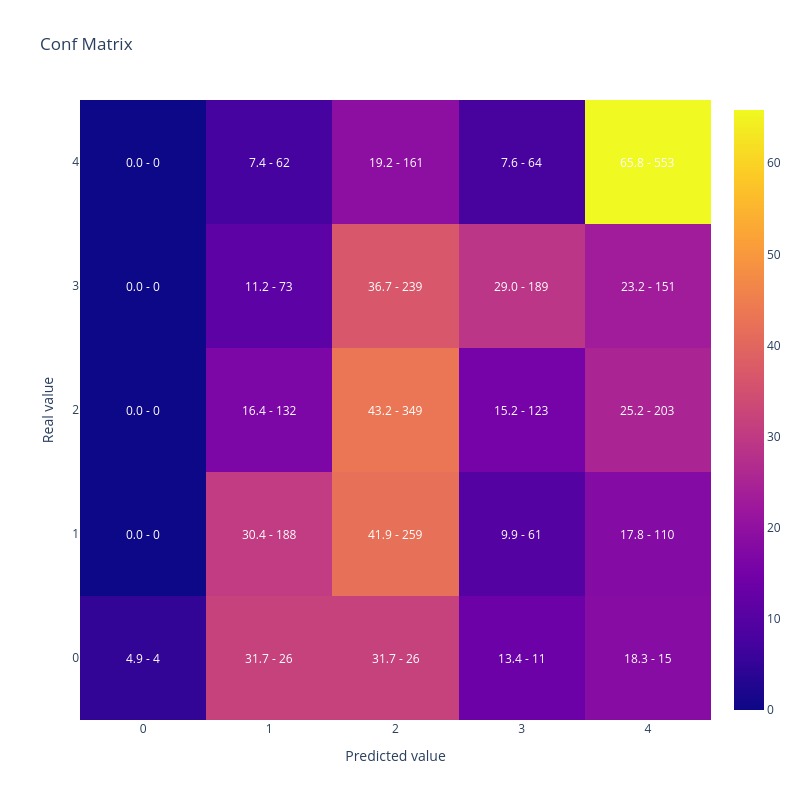 Conf Matrix
4
0.0 - 0
7.4 - 62
19.2 - 161
7.6 - 64
65.8 - 553
3
0.0 - 0
11.2 - 73
36.7 - 239
29.0 - 189
23.2 - 151
2
0.0 - 0
16.4 - 132
43.2 - 349
15.2 - 123
25.2 - 203
1
0.0 - 0
30.4 - 188
41.9 - 259
9.9 - 61
17.8 - 110
0
4.9 - 4
31.7 - 26
31.7 - 26
13.4 - 11
18.3 - 15
0
1
2
3
4
Predicted value
Real value
60
50
40
30
20
10
0